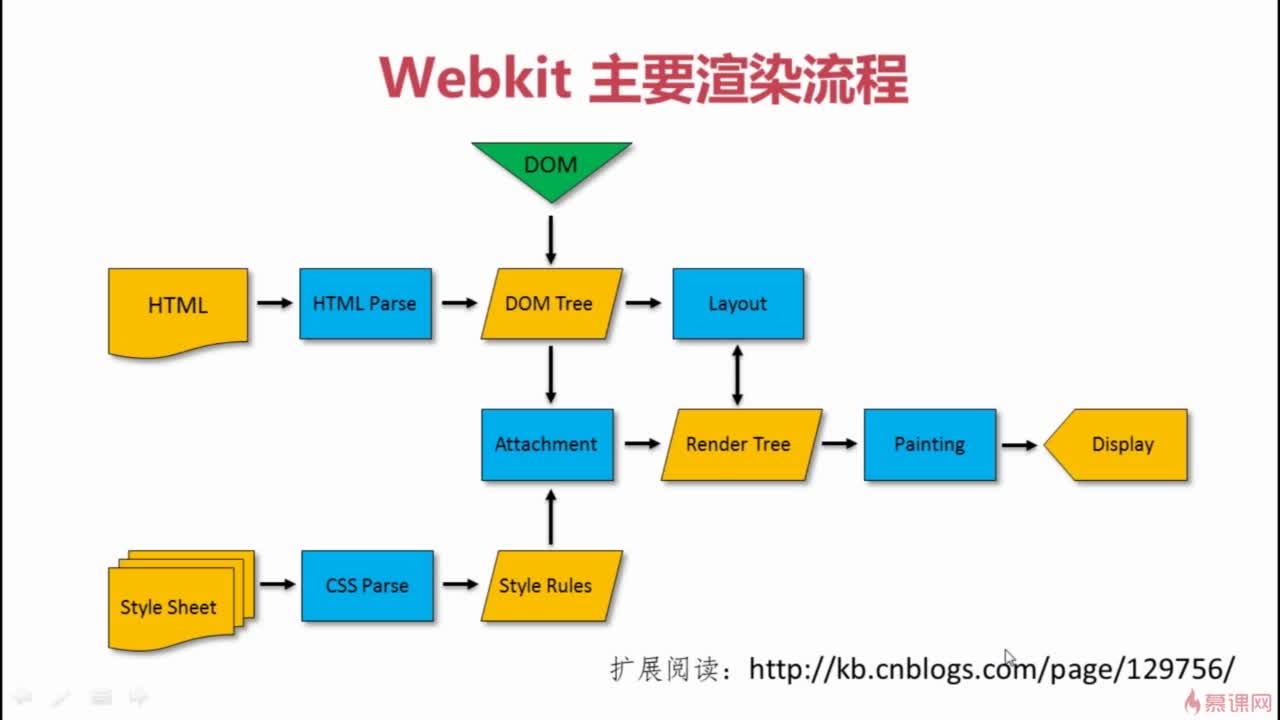 Webkit 主要渲染流程
DOM
HTML
HTML Parse
DOM Tree
Layout
Attachment
Render Tree
Painting
Display
Style Sheet
CSS Parse
Style Rules
扩展阅读：http://kb.cnblogs.com/page/129756/
慕课网